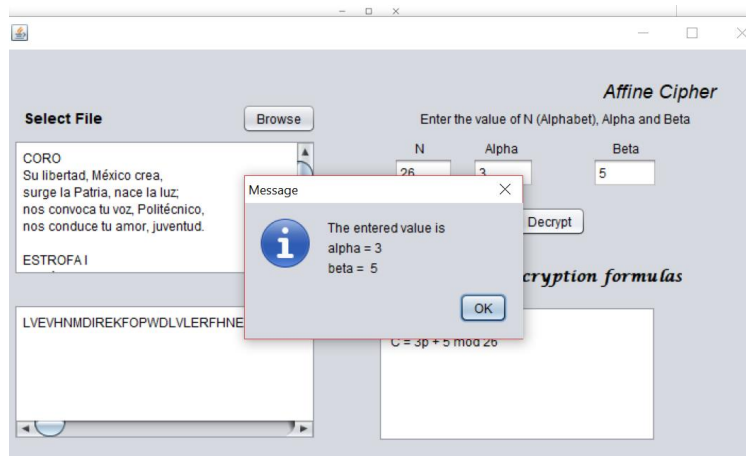 Affine Cipher
Select File
Browse
Enter the value of N (Alphabet), Alpha and Beta
N Alpha Beta
26 3 5
CORO
Su libertad, México crea,
surge la Patria, nace la luz;
nos convoca tu voz, Politécnico,
nos conduce tu amor, juventud.
ESTROFA I
Message
The entered value is
alpha = 3
beta = 5
OK
Decrypt
cryption formulas
LVEVHNMDIREKFOPWDLVLERFHNE
C = 3p + 5 mod 26